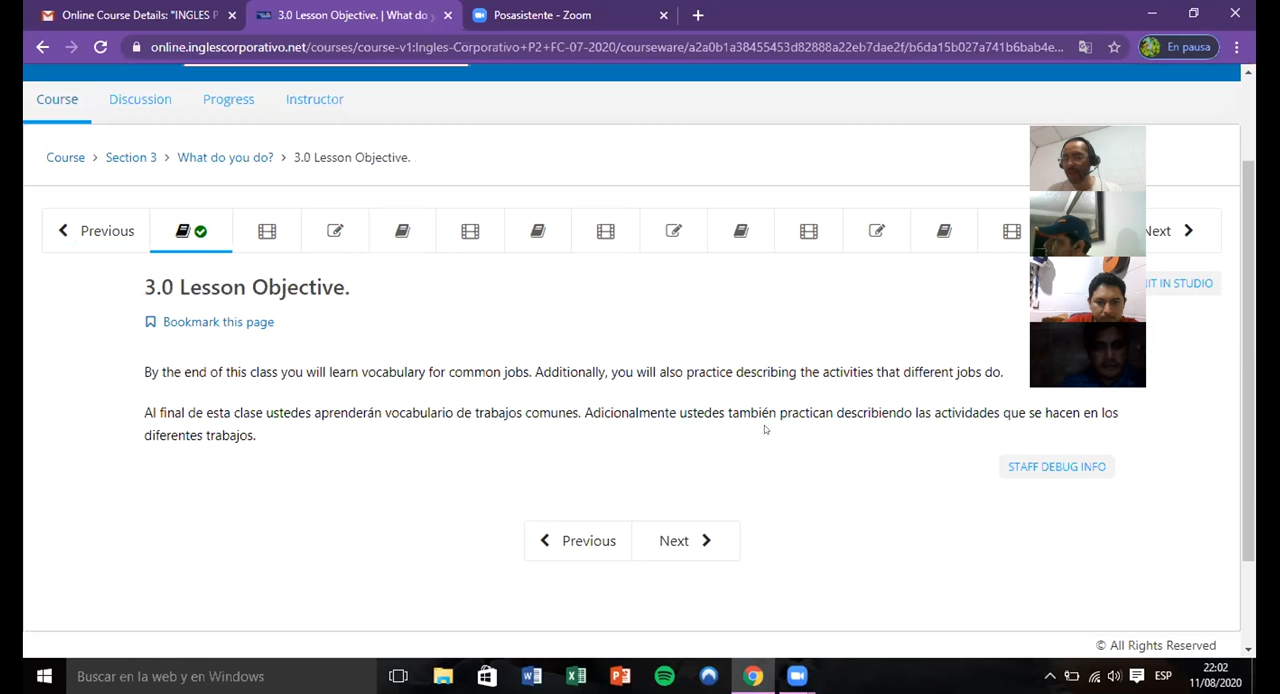 Online Course Details: "INGLES P
3.0 Lesson Objective. | What do y
Posasistente - Zoom
online.inglescorporativo.net/courses/course-v1:Ingles-Corporativo+P2+FC-07-2020/courseware/a2a0b1a38455453d82888a22eb7dae2f/b6da15b027a741b6bab4e...
En pausa
Course Discussion Progress Instructor
Course > Section 3 > What do you do? > 3.0 Lesson Objective.
Previous
Next
3.0 Lesson Objective.
IT IN STUDIO
Bookmark this page
By the end of this class you will learn vocabulary for common jobs. Additionally, you will also practice describing the activities that different jobs do.
Al final de esta clase ustedes aprenderán vocabulario de trabajos comunes. Adicionalmente ustedes también practican describiendo las actividades que se hacen en los
diferentes trabajos.
STAFF DEBUG INFO
Previous Next
© All Rights Reserved
Buscar en la web y en Windows
ESP
22:02
11/08/2020